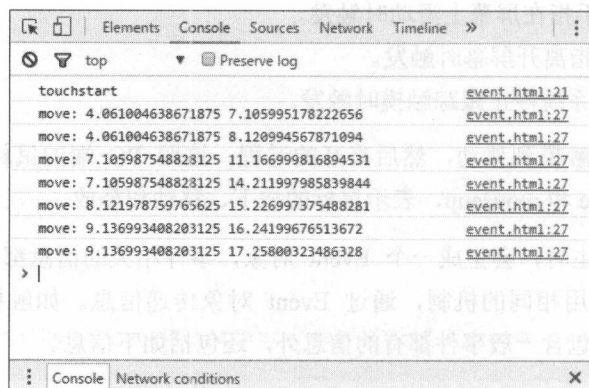 Elements Console Sources Network Timeline »
top ▼ Preserve log
touchstart event.html:21
move: 4.061004638671875 7.105995178222656 event.html:27
move: 4.061004638671875 8.120994567871094 event.html:27
move: 7.105987548828125 11.166999816894531 event.html:27
move: 7.105987548828125 14.211997985839844 event.html:27
move: 8.121978759765625 15.226997375488281 event.html:27
move: 9.136993408203125 16.24199676513672 event.html:27
move: 9.136993408203125 17.25800323486328 event.html:27
>
Console Network conditions ×